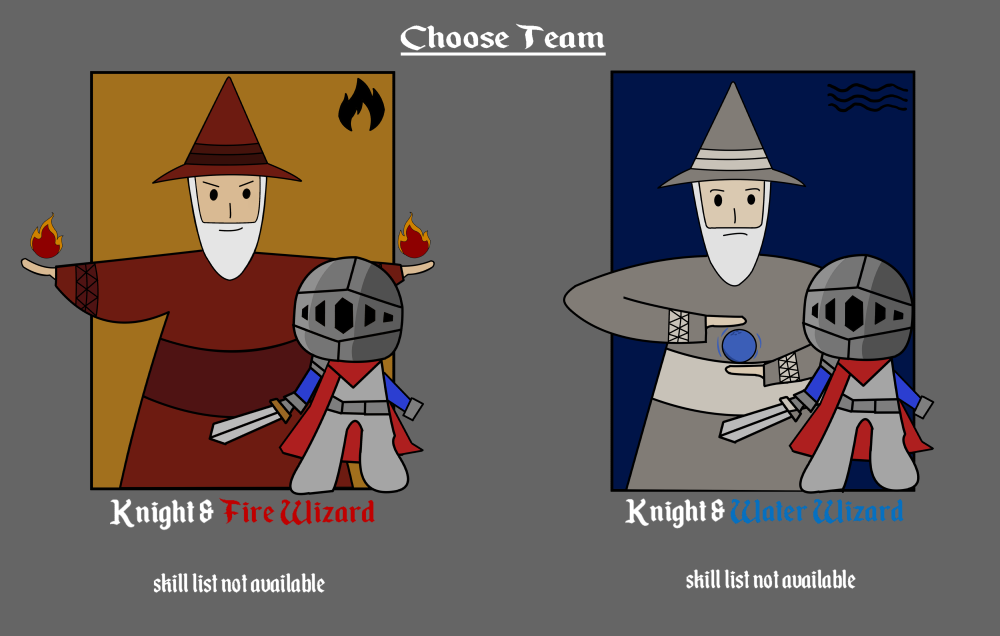 Choose Team
Knight & Fire Wizard
Knight & Water Wizard
skill list not available
skill list not available